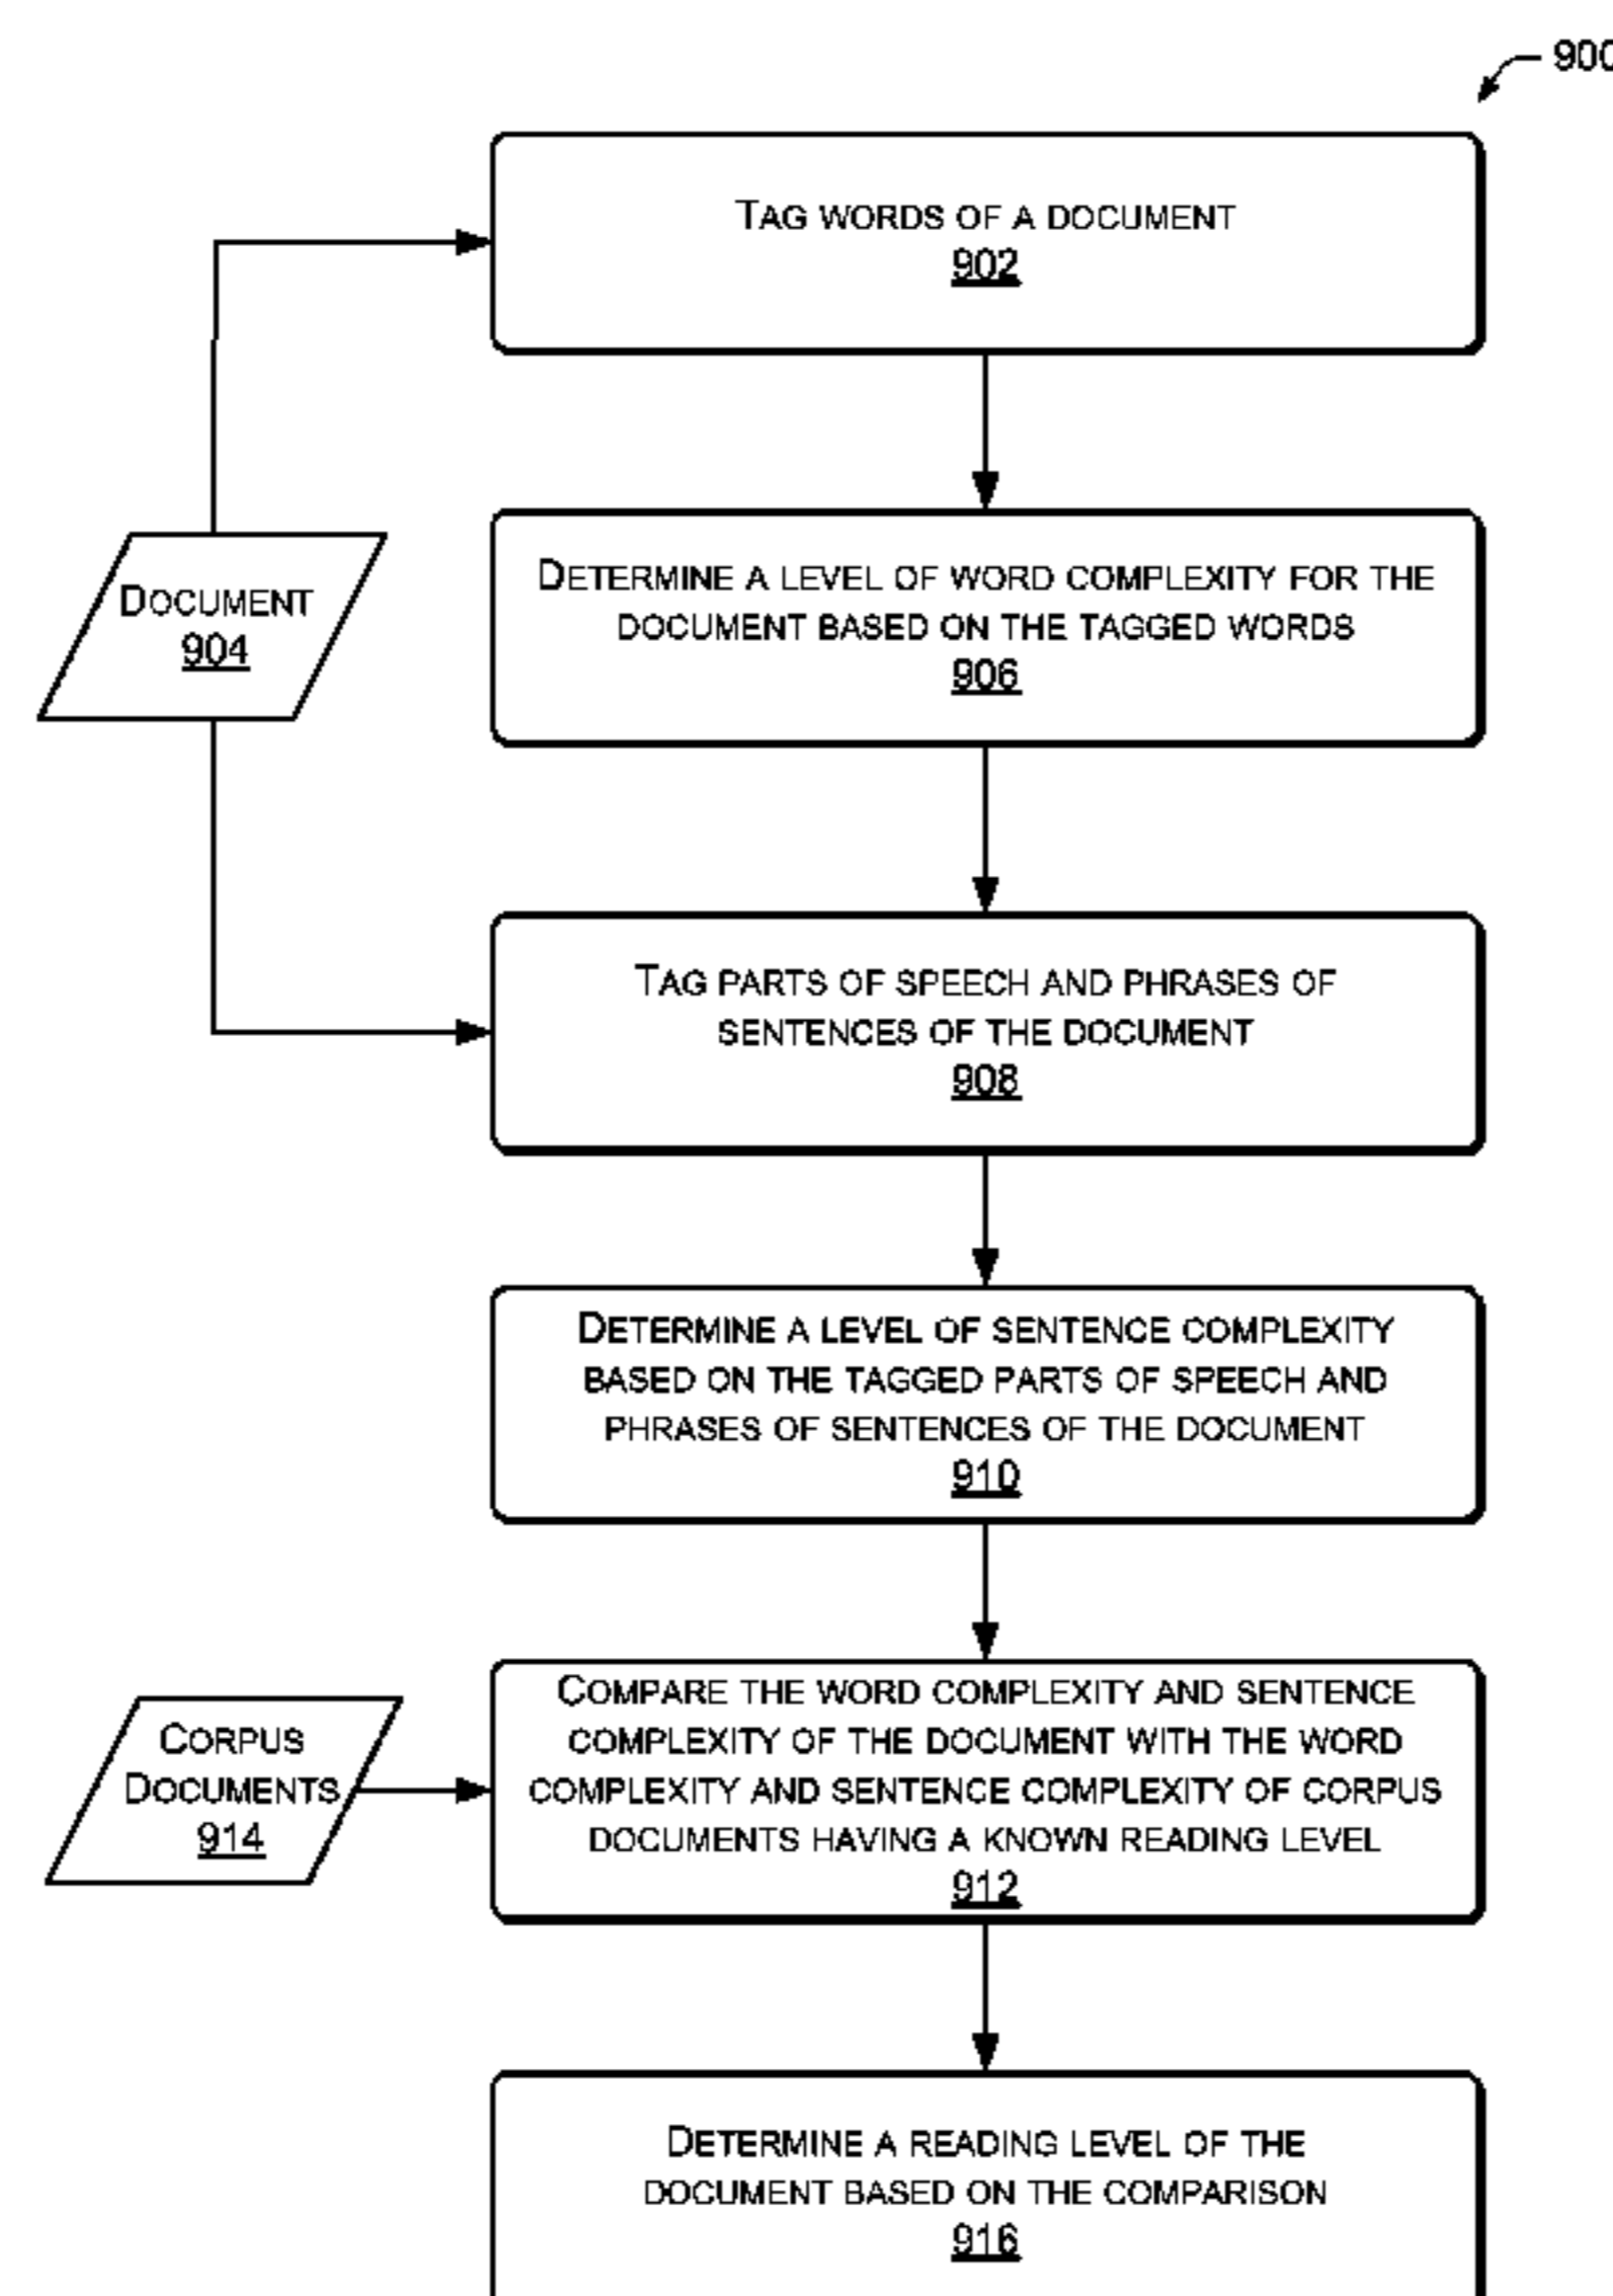 900
TAG WORDS OF A DOCUMENT
902
DOCUMENT
904
DETERMINE A LEVEL OF WORD COMPLEXITY FOR THE
DOCUMENT BASED ON THE TAGGED WORDS
906
TAG PARTS OF SPEECH AND PHRASES OF
SENTENCES OF THE DOCUMENT
908
DETERMINE A LEVEL OF SENTENCE COMPLEXITY
BASED ON THE TAGGED PARTS OF SPEECH AND
PHRASES OF SENTENCES OF THE DOCUMENT
910
CORPUS
DOCUMENTS
914
COMPARE THE WORD COMPLEXITY AND SENTENCE
COMPLEXITY OF THE DOCUMENT WITH THE WORD
COMPLEXITY AND SENTENCE COMPLEXITY OF CORPUS
DOCUMENTS HAVING A KNOWN READING LEVEL
912
DETERMINE A READING LEVEL OF THE
DOCUMENT BASED ON THE COMPARISON
916